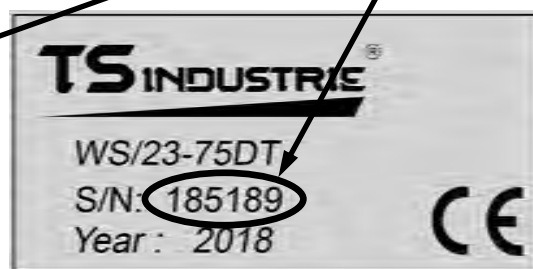 TS INDUSTRIE ®
WS/23-75DT
S/N: 185189
Year : 2018
CE